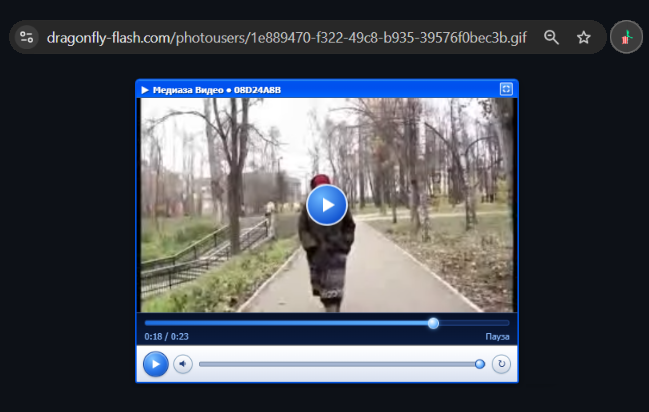 dragonfly-flash.com/photousers/1e889470-f322-49c8-b935-39576f0bec3b.gif
Медиаза Видео ● 08D24A8B
0:18 / 0:23 Пауза